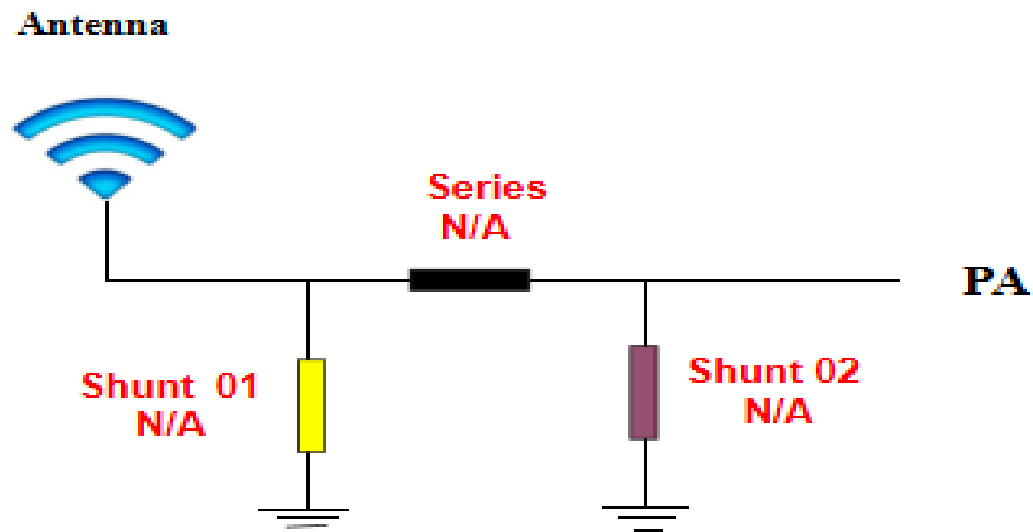 Antenna
Series
N/A
PA
Shunt 01
N/A
Shunt 02
N/A